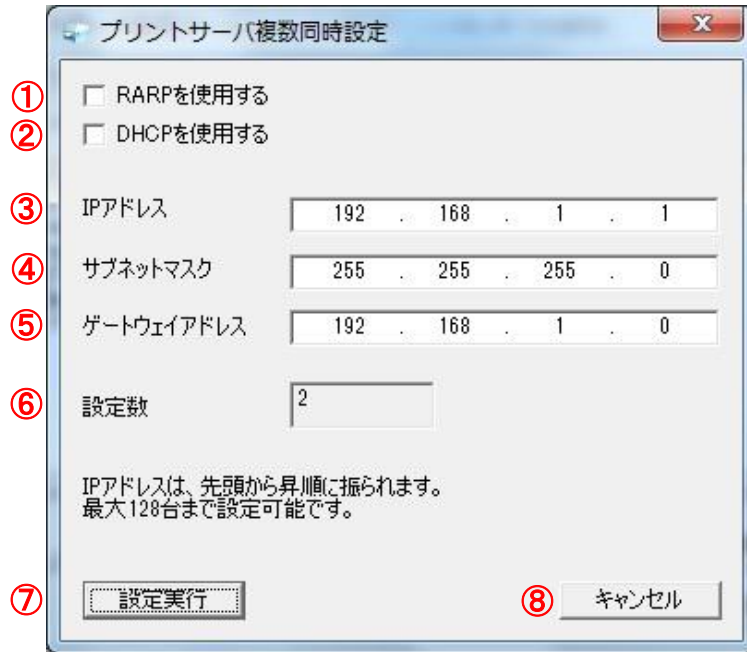 プリントサーバ複数同時設定
① RARPを使用する
② DHCPを使用する
③ IPアドレス 192 . 168 . 1 . 1
④ サブネットマスク 255 . 255 . 255 . 0
⑤ ゲートウェイアドレス 192 . 168 . 1 . 0
⑥ 設定数 2
IPアドレスは、先頭から昇順に振られます。
最大128台まで設定可能です。
⑦ 設定実行 ⑧ キャンセル